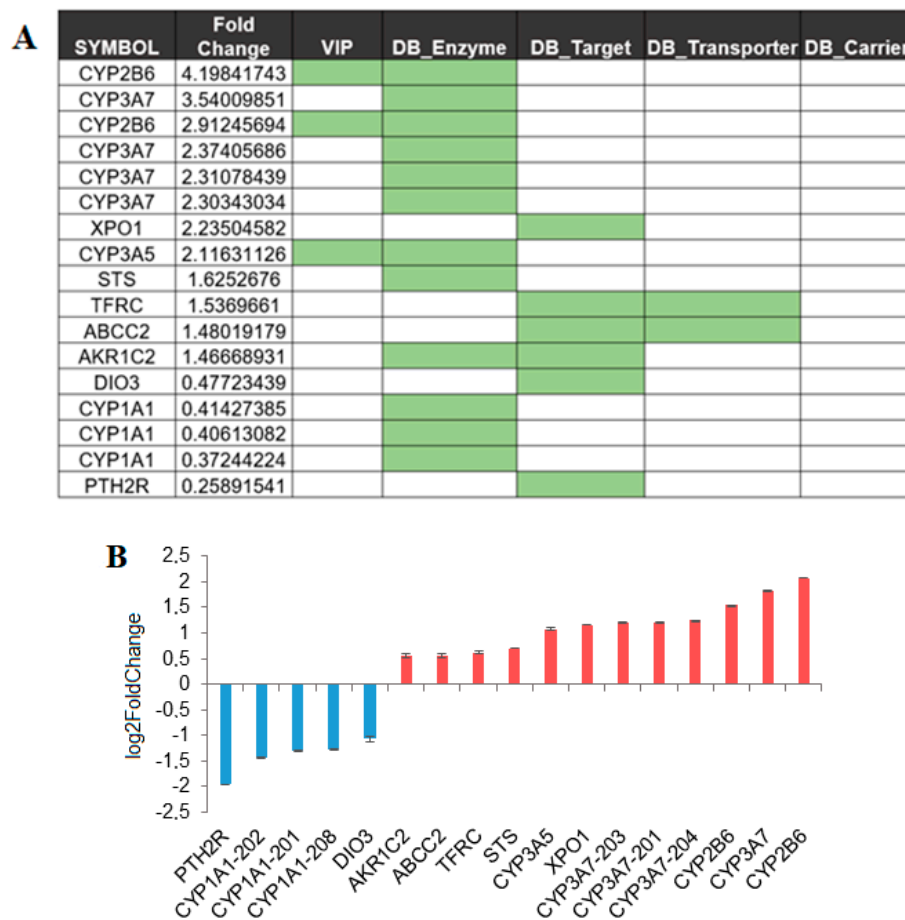 A
SYMBOL Fold Change VIP DB_Enzyme DB_Target DB_Transporter DB_Carrier
CYP2B6 4.19841743
CYP3A7 3.54009851
CYP2B6 2.91245694
CYP3A7 2.37405686
CYP3A7 2.31078439
CYP3A7 2.30343034
XPO1 2.23504582
CYP3A5 2.11631126
STS 1.6252676
TFRC 1.5369661
ABCC2 1.48019179
AKR1C2 1.46668931
DIO3 0.47723439
CYP1A1 0.41427385
CYP1A1 0.40613082
CYP1A1 0.37244224
PTH2R 0.25891541
B
log2FoldChange
2.5
2
1.5
1
0.5
0
-0.5
-1
-1.5
-2
-2.5
PTH2R
CYP1A1-202
CYP1A1-201
CYP1A1-208
DIO3
AKR1C2
ABCC2
TFRC
STS
CYP3A5
XPO1
CYP3A7-203
CYP3A7-201
CYP3A7-204
CYP2B6
CYP3A7
CYP2B6